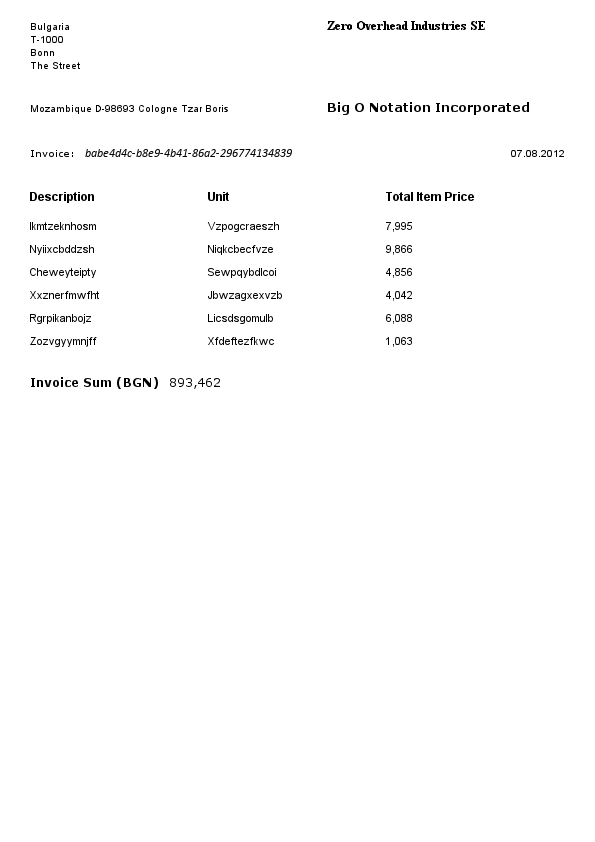 Bulgaria
T-1000
Bonn
The Street
Zero Overhead Industries SE
Mozambique D-98693 Cologne Tzar Boris
Big O Notation Incorporated
Invoice: babe4d4c-b8e9-4b41-86a2-296774134839 07.08.2012
Description Unit Total Item Price
Ikmtzeknhosm Vzpogcraeszh 7,995
Nyiixcbddzsh Niqkcbecfvze 9,866
Cheweyteipty Sewpqybdlcoi 4,856
Xxznerfmwfht Jbwzagxexvzb 4,042
Rgrpikanbojz Licsdsgomulb 6,088
Zozvgyymnjff Xfdeftezfkwc 1,063
Invoice Sum (BGN) 893,462